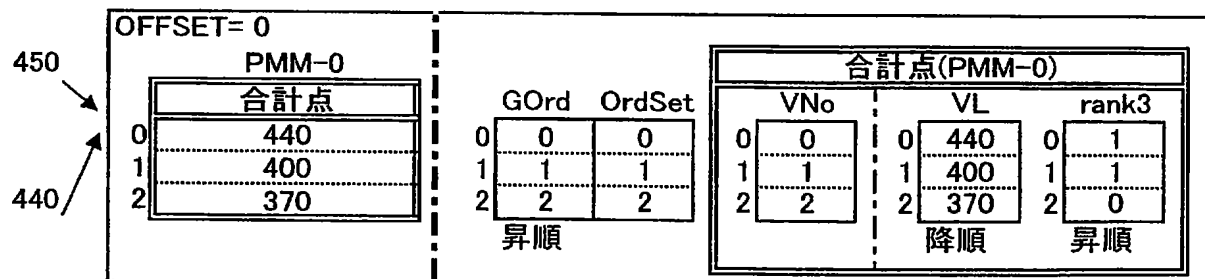 OFFSET= 0
450
440
PMM-0
合計点
0 440
1 400
2 370
GOrd OrdSet
0 0 0
1 1 1
2 2 2
昇順
合計点(PMM-0)
VNo VL rank3
0 0 0 440 0 1
1 1 1 400 1 1
2 2 2 370 2 0
降順 昇順